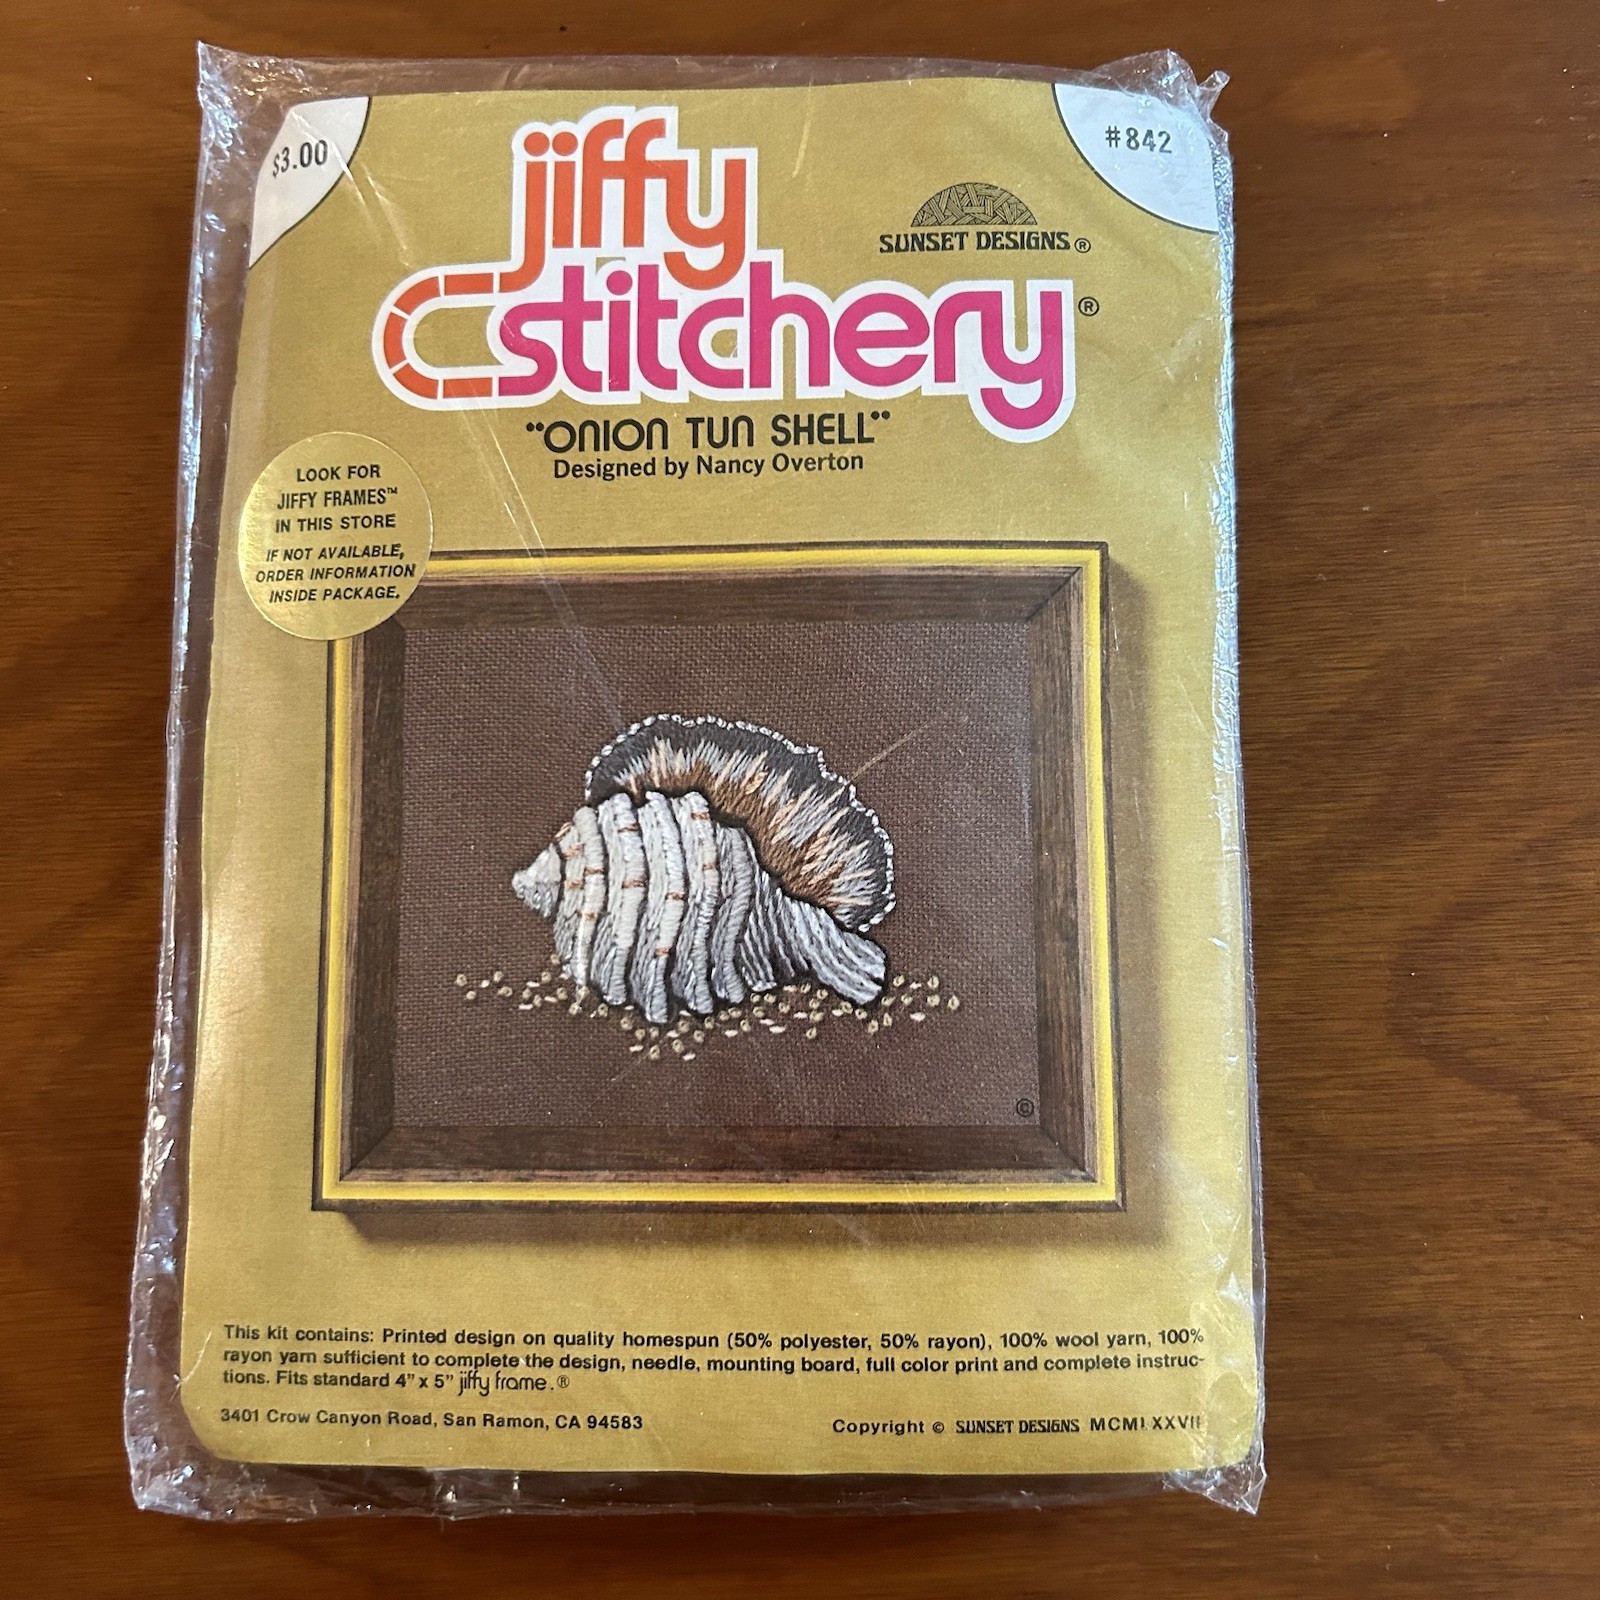 $3.00
#842
jiffy
stitchery®
SUNSET DESIGNS®
"ONION TUN SHELL"
Designed by Nancy Overton
LOOK FOR
JIFFY FRAMES™
IN THIS STORE
IF NOT AVAILABLE,
ORDER INFORMATION
INSIDE PACKAGE.
©
This kit contains: Printed design on quality homespun (50% polyester, 50% rayon), 100% wool yarn, 100%
rayon yarn sufficient to complete the design, needle, mounting board, full color print and complete instruc-
tions. Fits standard 4" x 5" jiffy frame.®
3401 Crow Canyon Road, San Ramon, CA 94583
Copyright © SUNSET DESIGNS MCMLXXVII